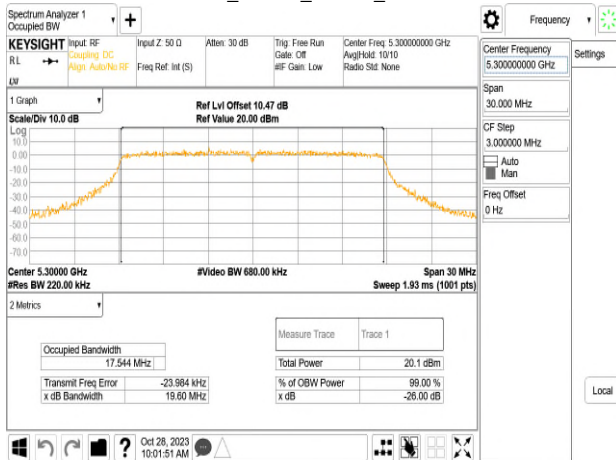 Spectrum Analyzer 1
Occupied BW
KEYSIGHT
RL
Input: RF
Coupling: DC
Align: Auto/No RF
Input Z: 50 Ω
Freq Ref: Int (S)
Atten: 30 dB
Trig: Free Run
Gate: Off
#IF Gain: Low
Center Freq: 5.300000000 GHz
Avg|Hold: 10/10
Radio Std: None
1 Graph
Scale/Div 10.0 dB
Ref Lvl Offset 10.47 dB
Ref Value 20.00 dBm
Log
10.0
0.00
-10.0
-20.0
-30.0
-40.0
-50.0
-60.0
-70.0
Center 5.30000 GHz
#Video BW 680.00 kHz
Span 30 MHz
#Res BW 220.00 kHz
Sweep 1.93 ms (1001 pts)
2 Metrics
Measure Trace Trace 1
Occupied Bandwidth
17.544 MHz
Total Power 20.1 dBm
Transmit Freq Error -23.984 kHz
% of OBW Power 99.00 %
x dB Bandwidth 19.60 MHz
x dB -26.00 dB
Oct 28, 2023
10:01:51 AM
Frequency
Center Frequency
5.300000000 GHz
Settings
Span
30.000 MHz
CF Step
3.000000 MHz
Auto
Man
Freq Offset
0 Hz
Local